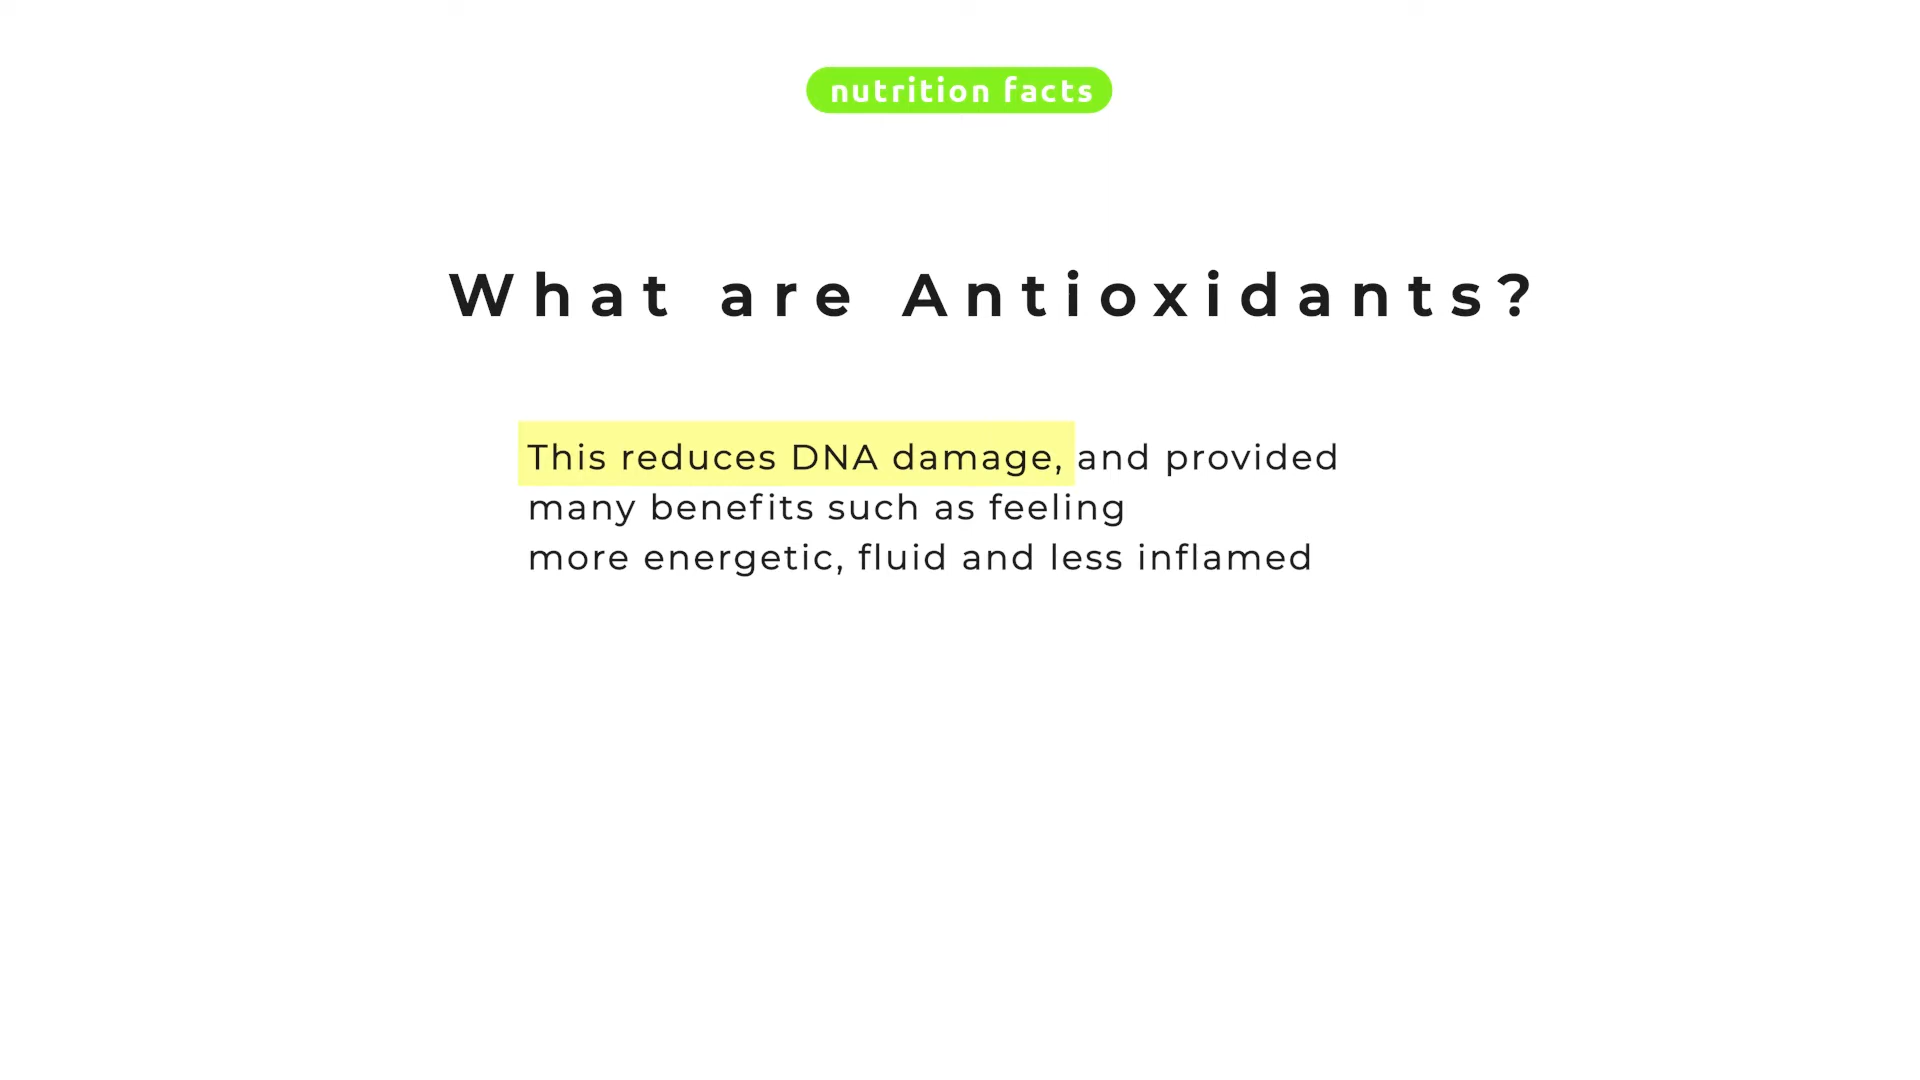 nutrition facts
What are Antioxidants?
This reduces DNA damage, and provided
many benefits such as feeling
more energetic, fluid and less inflamed